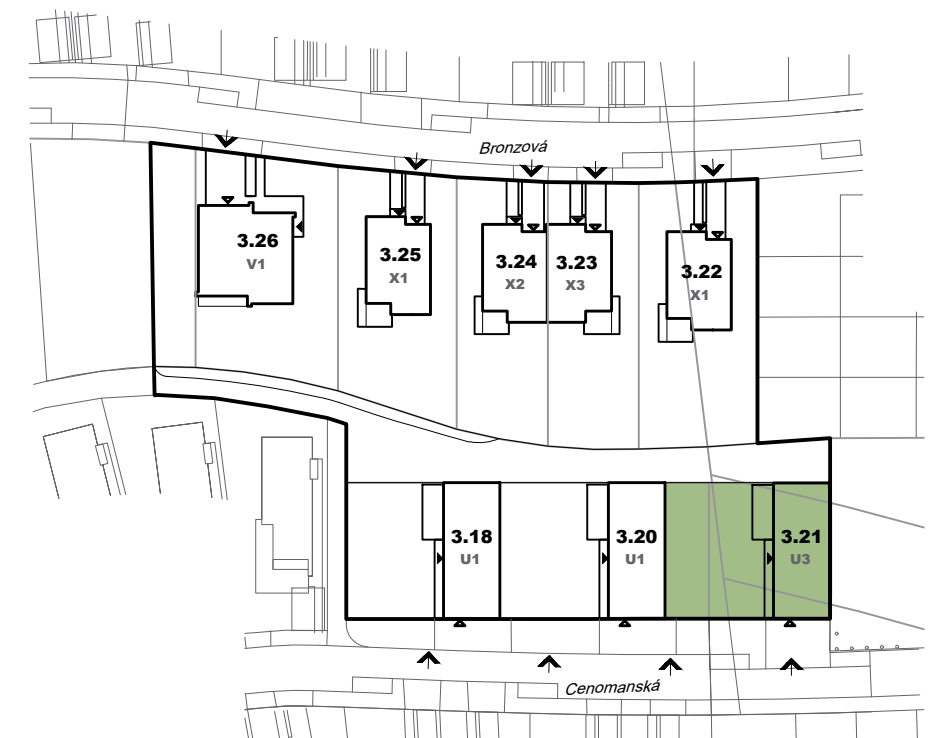 Bronzová
3.26
V1
3.25
X1
3.24
X2
3.23
X3
3.22
X1
3.18
U1
3.20
U1
3.21
U3
Cenomanská